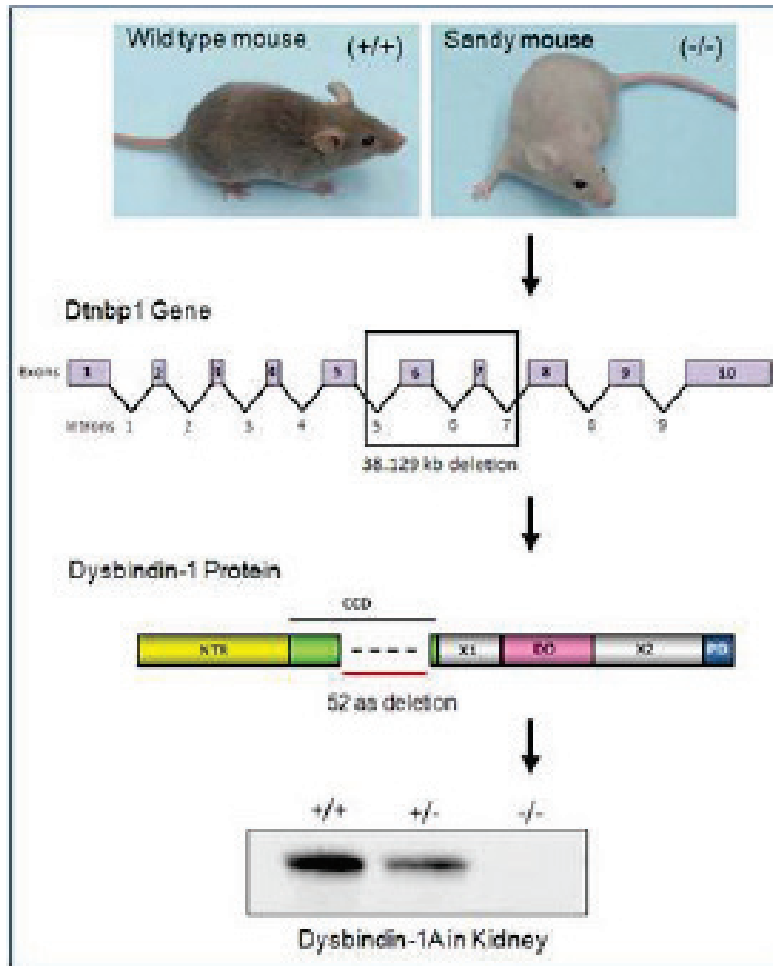 Wild type mouse (+/+) Sandy mouse (-/-)
Dtnbp1 Gene
Exons 1 2 3 4 5 6 7 8 9 10
Introns 1 2 3 4 5 6 7 8 9
38.129 kb deletion
Dysbindin-1 Protein
CCD
NTR X1 DD X2 PD
52 aa deletion
+/+ +/- -/-
Dysbindin-1A in Kidney